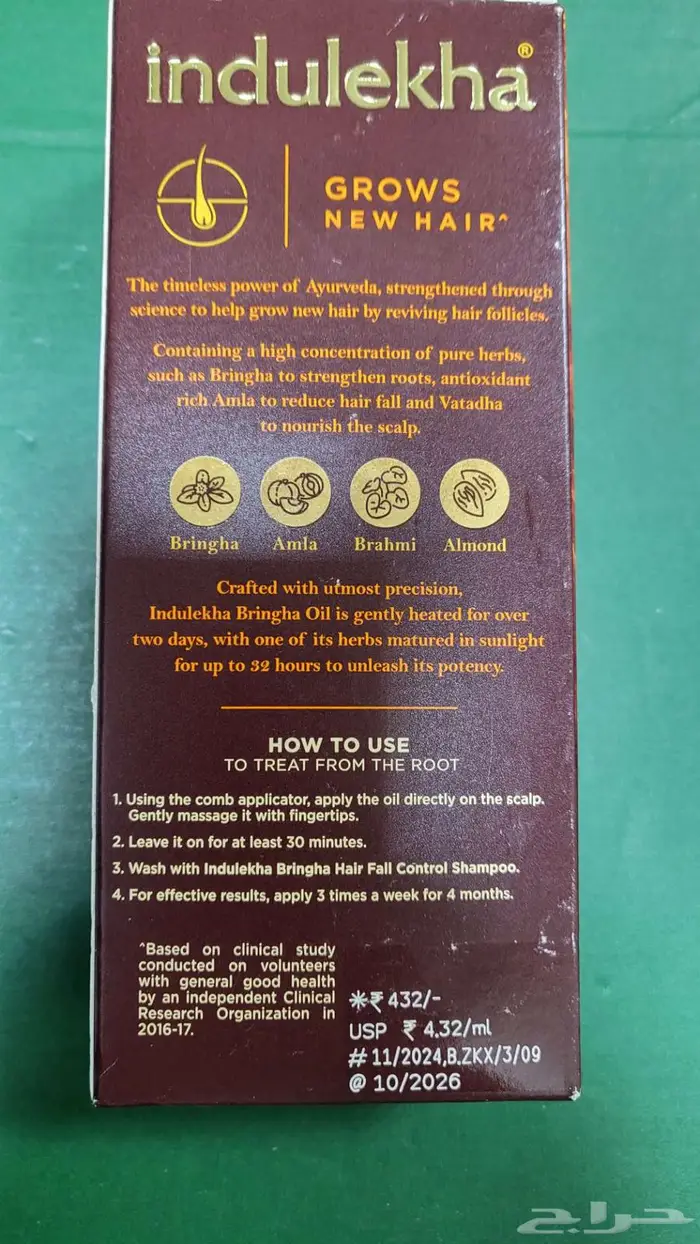 indulekha®
GROWS
NEW HAIR^
The timeless power of Ayurveda, strengthened through
science to help grow new hair by reviving hair follicles.
Containing a high concentration of pure herbs,
such as Bringha to strengthen roots, antioxidant
rich Amla to reduce hair fall and Vatadha
to nourish the scalp.
Bringha Amla Brahmi Almond
Crafted with utmost precision,
Indulekha Bringha Oil is gently heated for over
two days, with one of its herbs matured in sunlight
for up to 32 hours to unleash its potency.
HOW TO USE
TO TREAT FROM THE ROOT
1. Using the comb applicator, apply the oil directly on the scalp.
Gently massage it with fingertips.
2. Leave it on for at least 30 minutes.
3. Wash with Indulekha Bringha Hair Fall Control Shampoo.
4. For effective results, apply 3 times a week for 4 months.
^Based on clinical study
conducted on volunteers
with general good health
by an independent Clinical
Research Organization in
2016-17.
✳₹ 432/-
USP ₹ 4.32/ml
# 11/2024,B.ZKX/3/09
@ 10/2026
حراج